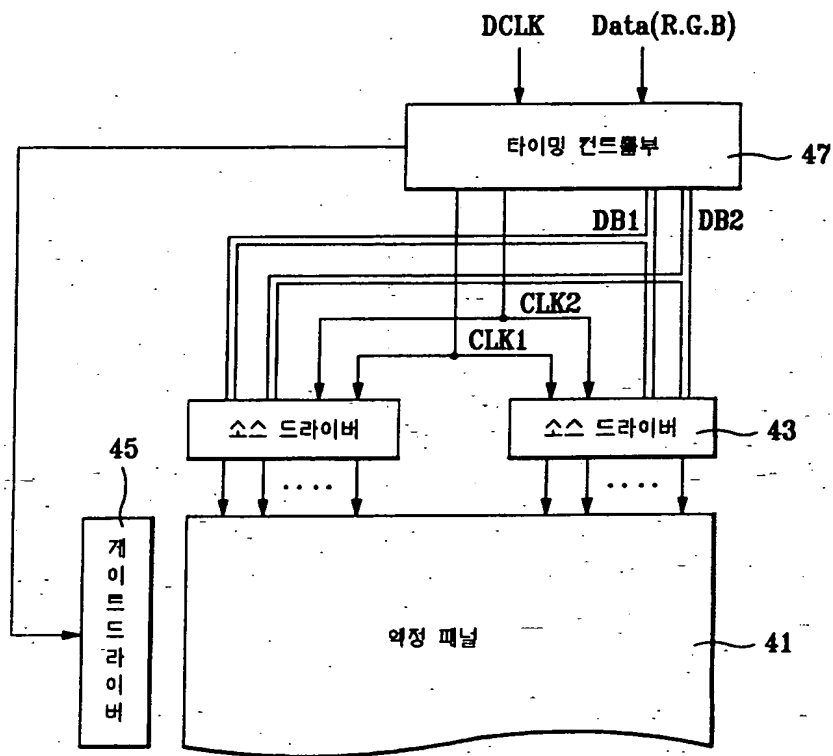 DCLK Data(R.G.B)
타이밍 컨트롤부
47
DB1 DB2
CLK2
CLK1
소스 드라이버
소스 드라이버
43
45
....
....
게이트드라이버
액정 패널
41